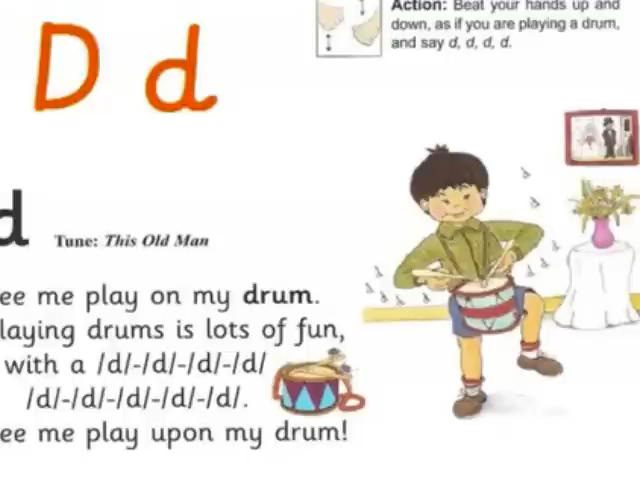 Action: Beat your hands up and
down, as if you are playing a drum,
and say d, d, d, d.
D d
d
Tune: This Old Man
ee me play on my drum.
laying drums is lots of fun,
with a /d/-/d/-/d/-/d/
/d/-/d/-/d/-/d/-/d/.
ee me play upon my drum!